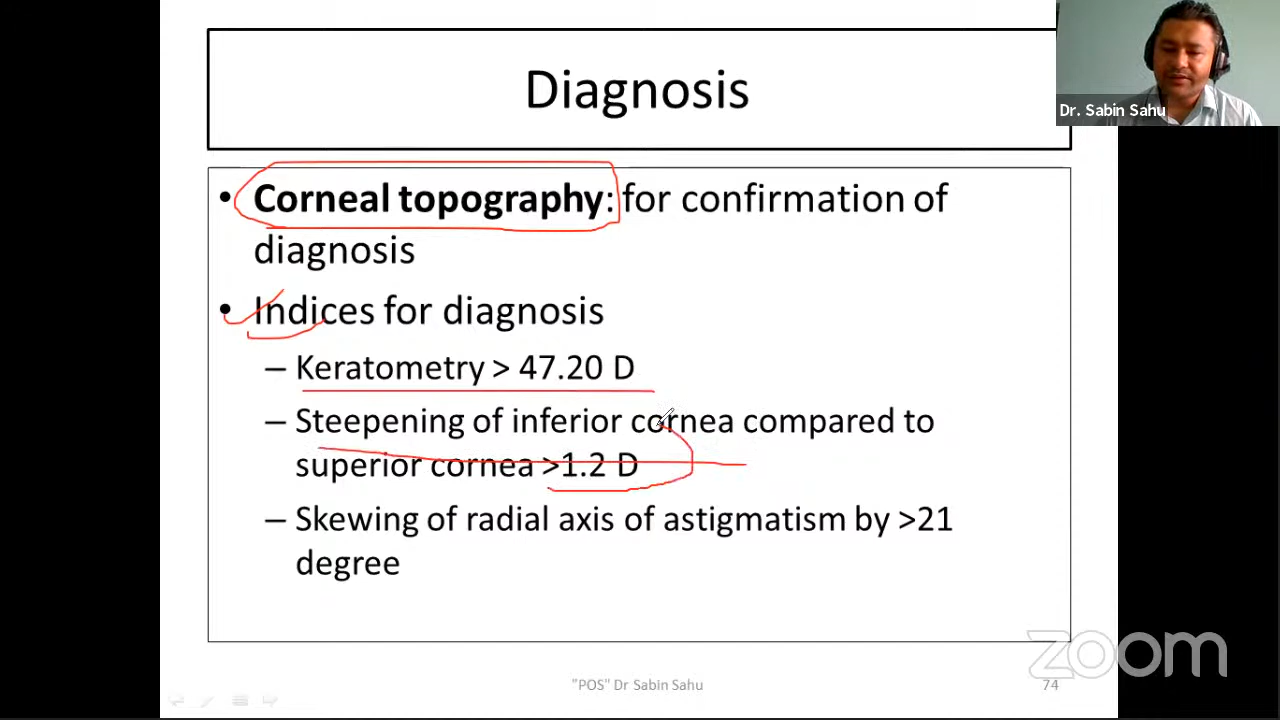 Diagnosis
Dr. Sabin Sahu
• Corneal topography: for confirmation of
diagnosis
• Indices for diagnosis
– Keratometry > 47.20 D
– Steepening of inferior cornea compared to
superior cornea >1.2 D
– Skewing of radial axis of astigmatism by >21
degree
zoom
"POS" Dr Sabin Sahu
74